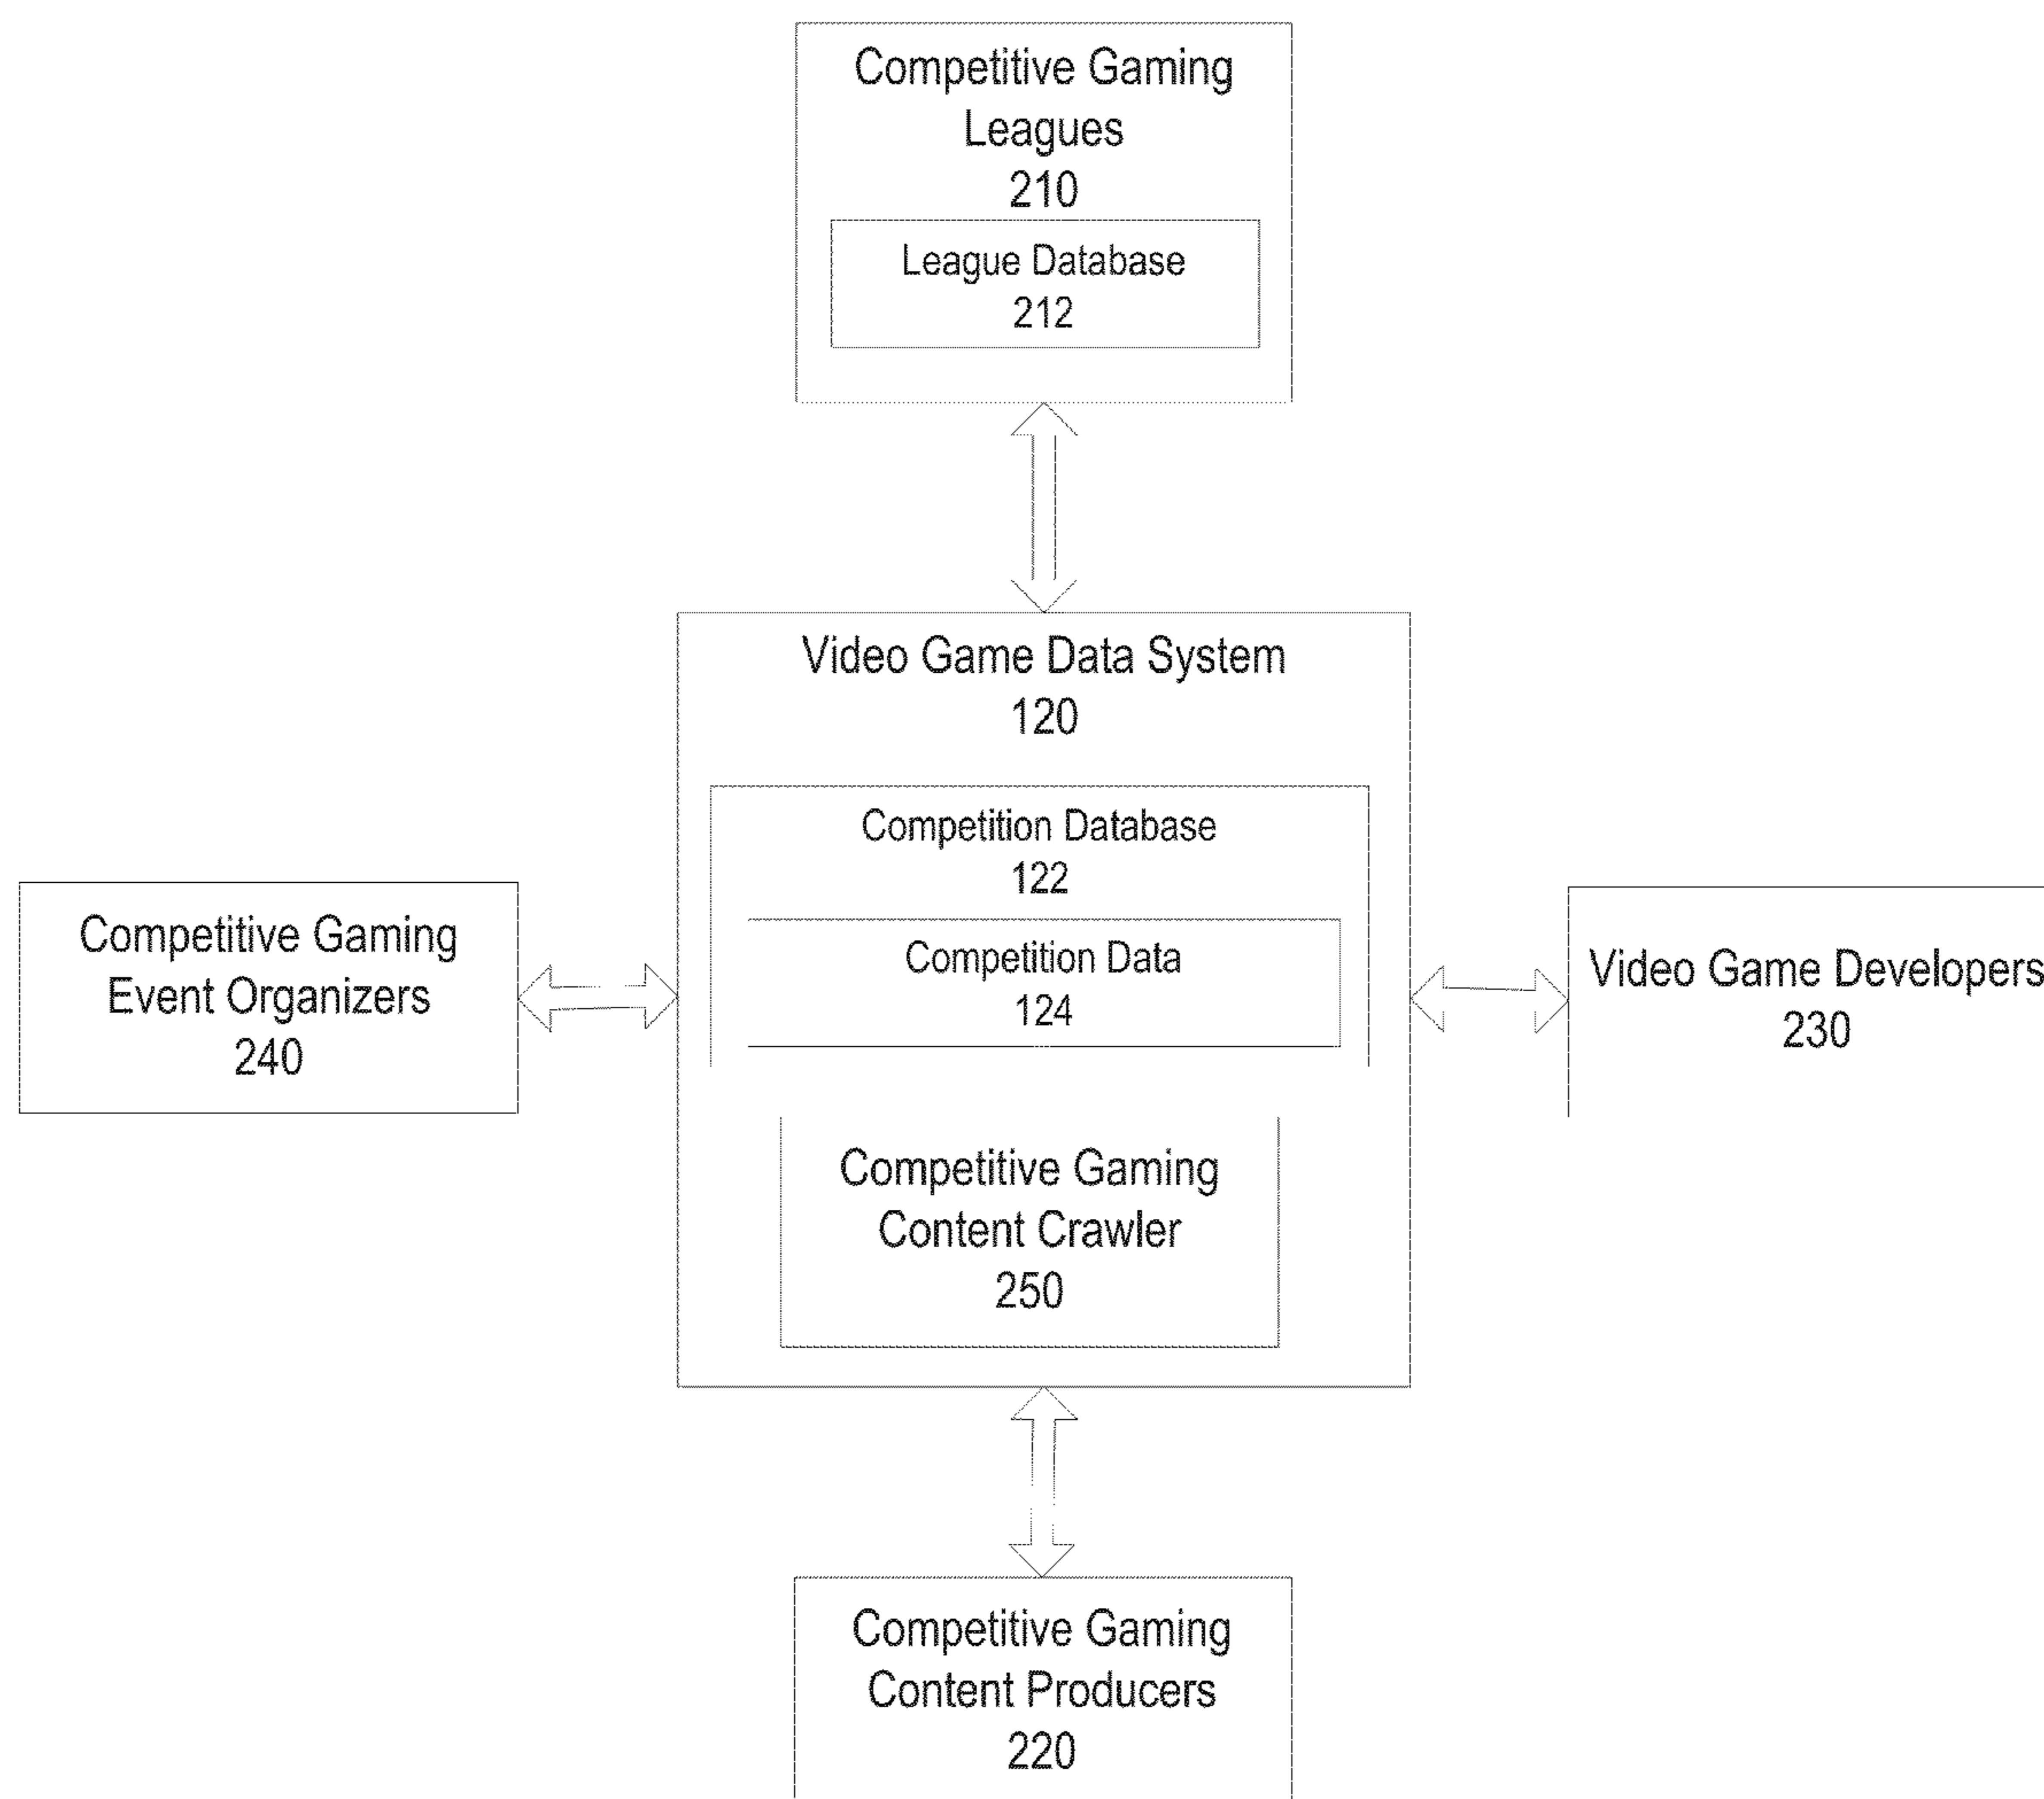 Competitive Gaming
Leagues
210
League Database
212
Video Game Data System
120
Competition Database
122
Competition Data
124
Competitive Gaming
Event Organizers
240
Video Game Developers
230
Competitive Gaming
Content Crawler
250
Competitive Gaming
Content Producers
220